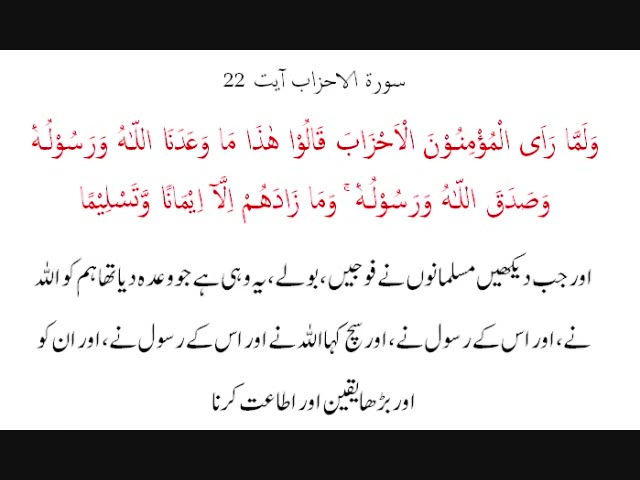 سورة الاحزاب آیت 22
وَلَمَّا رَاَى الْمُؤْمِنُوْنَ الْاَحْزَابَ قَالُوْا هٰذَا مَا وَعَدَنَا اللّٰهُ وَرَسُوْلُهٗ
وَصَدَقَ اللّٰهُ وَرَسُوْلُهٗ ۚ وَمَا زَادَهُمْ اِلَّآ اِيْمَانًا وَّتَسْلِيْمًا
اور جب دیکھیں مسلمانوں نے فوجیں، بولے، یہ وہی ہے جو وعدہ دیا تھا ہم کو اللہ
نے، اور اس کے رسول نے، اور سچ کہا اللہ نے اور اس کے رسول نے، اور ان کو
اور بڑھا یقین اور اطاعت کرنا